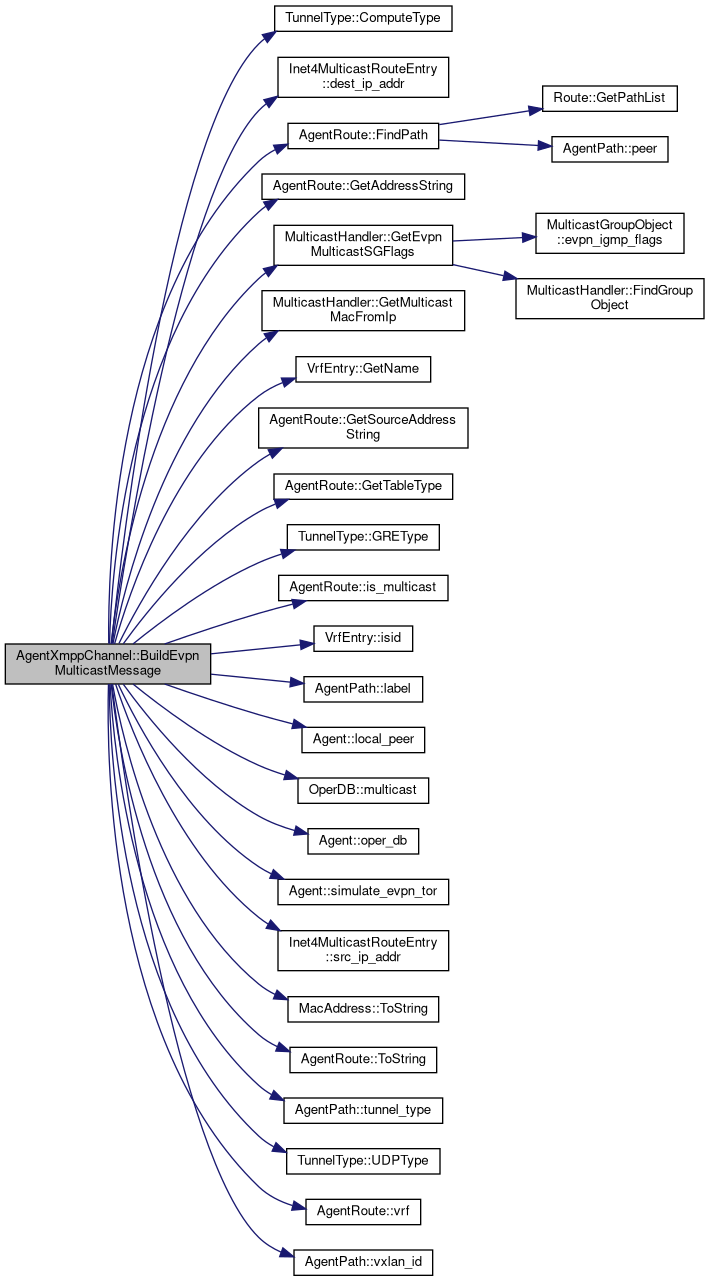 TunnelType::ComputeType
Inet4MulticastRouteEntry
::dest_ip_addr
Route::GetPathList
AgentRoute::FindPath
AgentPath::peer
AgentRoute::GetAddressString
MulticastGroupObject
::evpn_igmp_flags
MulticastHandler::GetEvpn
MulticastSGFlags
MulticastHandler::FindGroup
Object
MulticastHandler::GetMulticast
MacFromIp
VrfEntry::GetName
AgentRoute::GetSourceAddress
String
AgentRoute::GetTableType
TunnelType::GREType
AgentRoute::is_multicast
VrfEntry::isid
AgentXmppChannel::BuildEvpn
MulticastMessage
AgentPath::label
Agent::local_peer
OperDB::multicast
Agent::oper_db
Agent::simulate_evpn_tor
Inet4MulticastRouteEntry
::src_ip_addr
MacAddress::ToString
AgentRoute::ToString
AgentPath::tunnel_type
TunnelType::UDPType
AgentRoute::vrf
AgentPath::vxlan_id